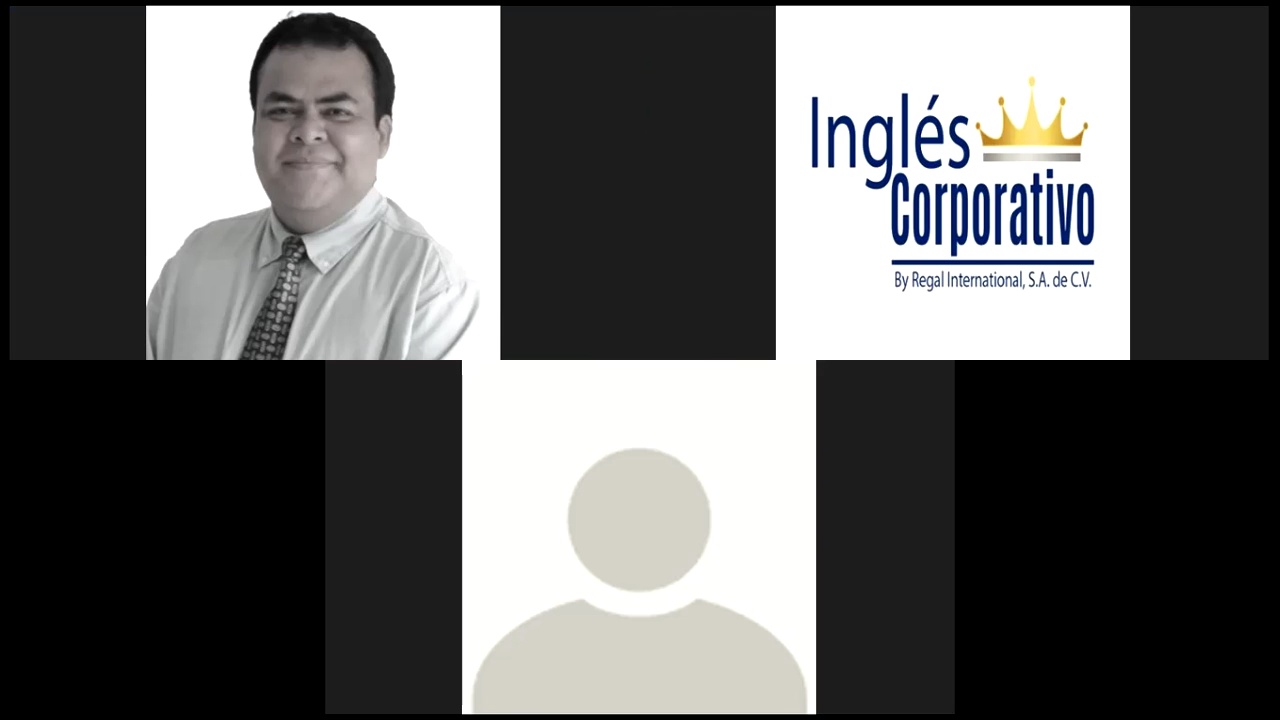 Inglés
Corporativo
By Regal International, S.A. de C.V.